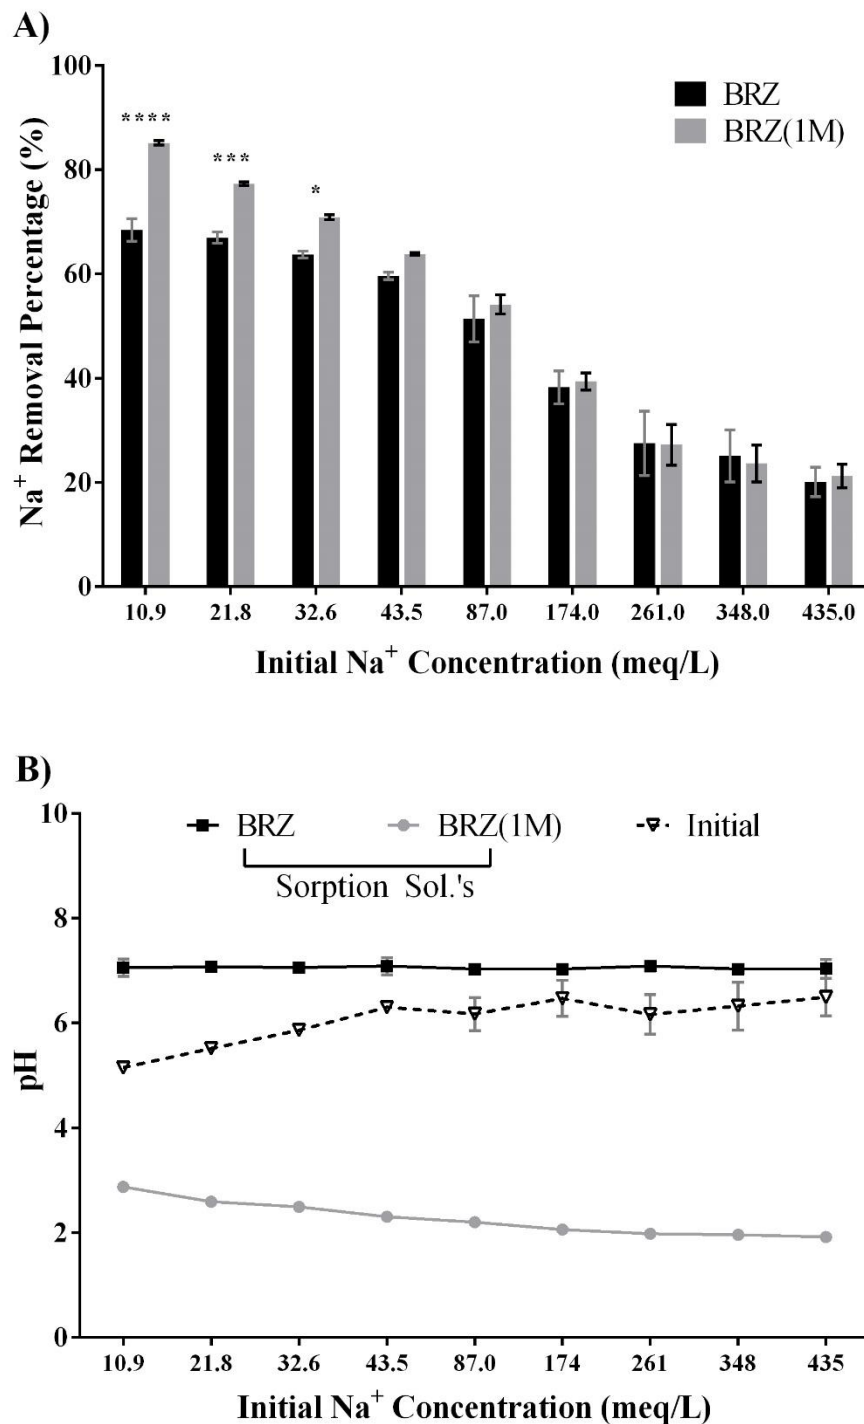 A)
100
80
60
40
20
0
Na+ Removal Percentage (%)
BRZ
BRZ(1M)
****
***
*
10.9 21.8 32.6 43.5 87.0 174.0 261.0 348.0 435.0
Initial Na+ Concentration (meq/L)
B)
10
8
6
4
2
0
pH
BRZ BRZ(1M) Initial
Sorption Sol.'s
10.9 21.8 32.6 43.5 87.0 174 261 348 435
Initial Na+ Concentration (meq/L)